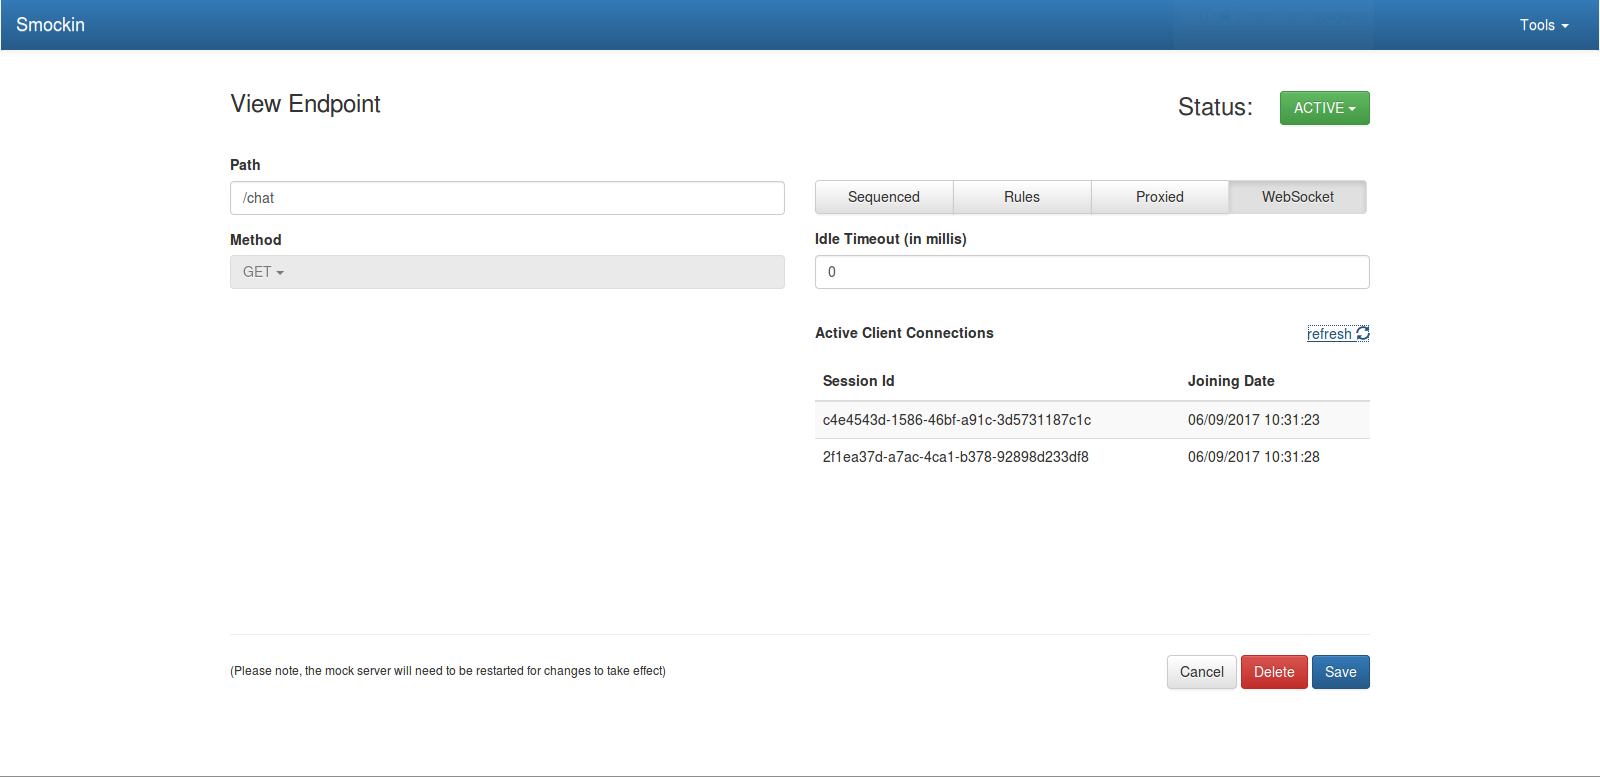 Smockin
Tools
View Endpoint
Status:
ACTIVE
Path
/chat
Sequenced
Rules
Proxied
WebSocket
Method
GET
Idle Timeout (in millis)
0
Active Client Connections
refresh
Session Id
Joining Date
c4e4543d-1586-46bf-a91c-3d5731187c1c
06/09/2017 10:31:23
2f1ea37d-a7ac-4ca1-b378-92898d233df8
06/09/2017 10:31:28
(Please note, the mock server will need to be restarted for changes to take effect)
Cancel
Delete
Save